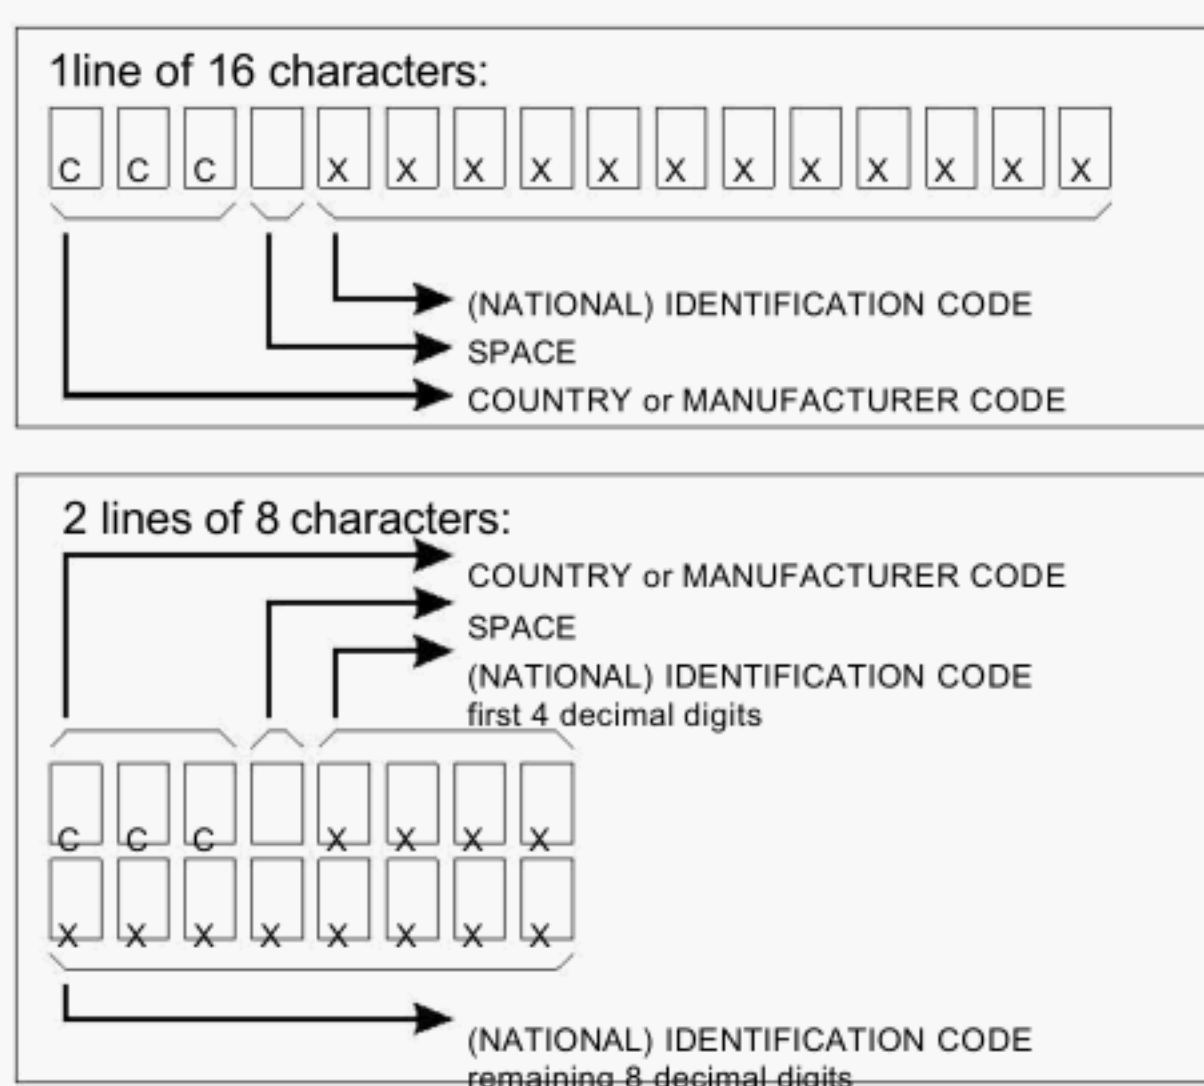 1line of 16 characters:
C C C X X X X X X X X X X X X
(NATIONAL) IDENTIFICATION CODE
SPACE
COUNTRY or MANUFACTURER CODE
2 lines of 8 characters:
COUNTRY or MANUFACTURER CODE
SPACE
(NATIONAL) IDENTIFICATION CODE
first 4 decimal digits
C C C X X X X
X X X X X X X X
(NATIONAL) IDENTIFICATION CODE
remaining 8 decimal digits